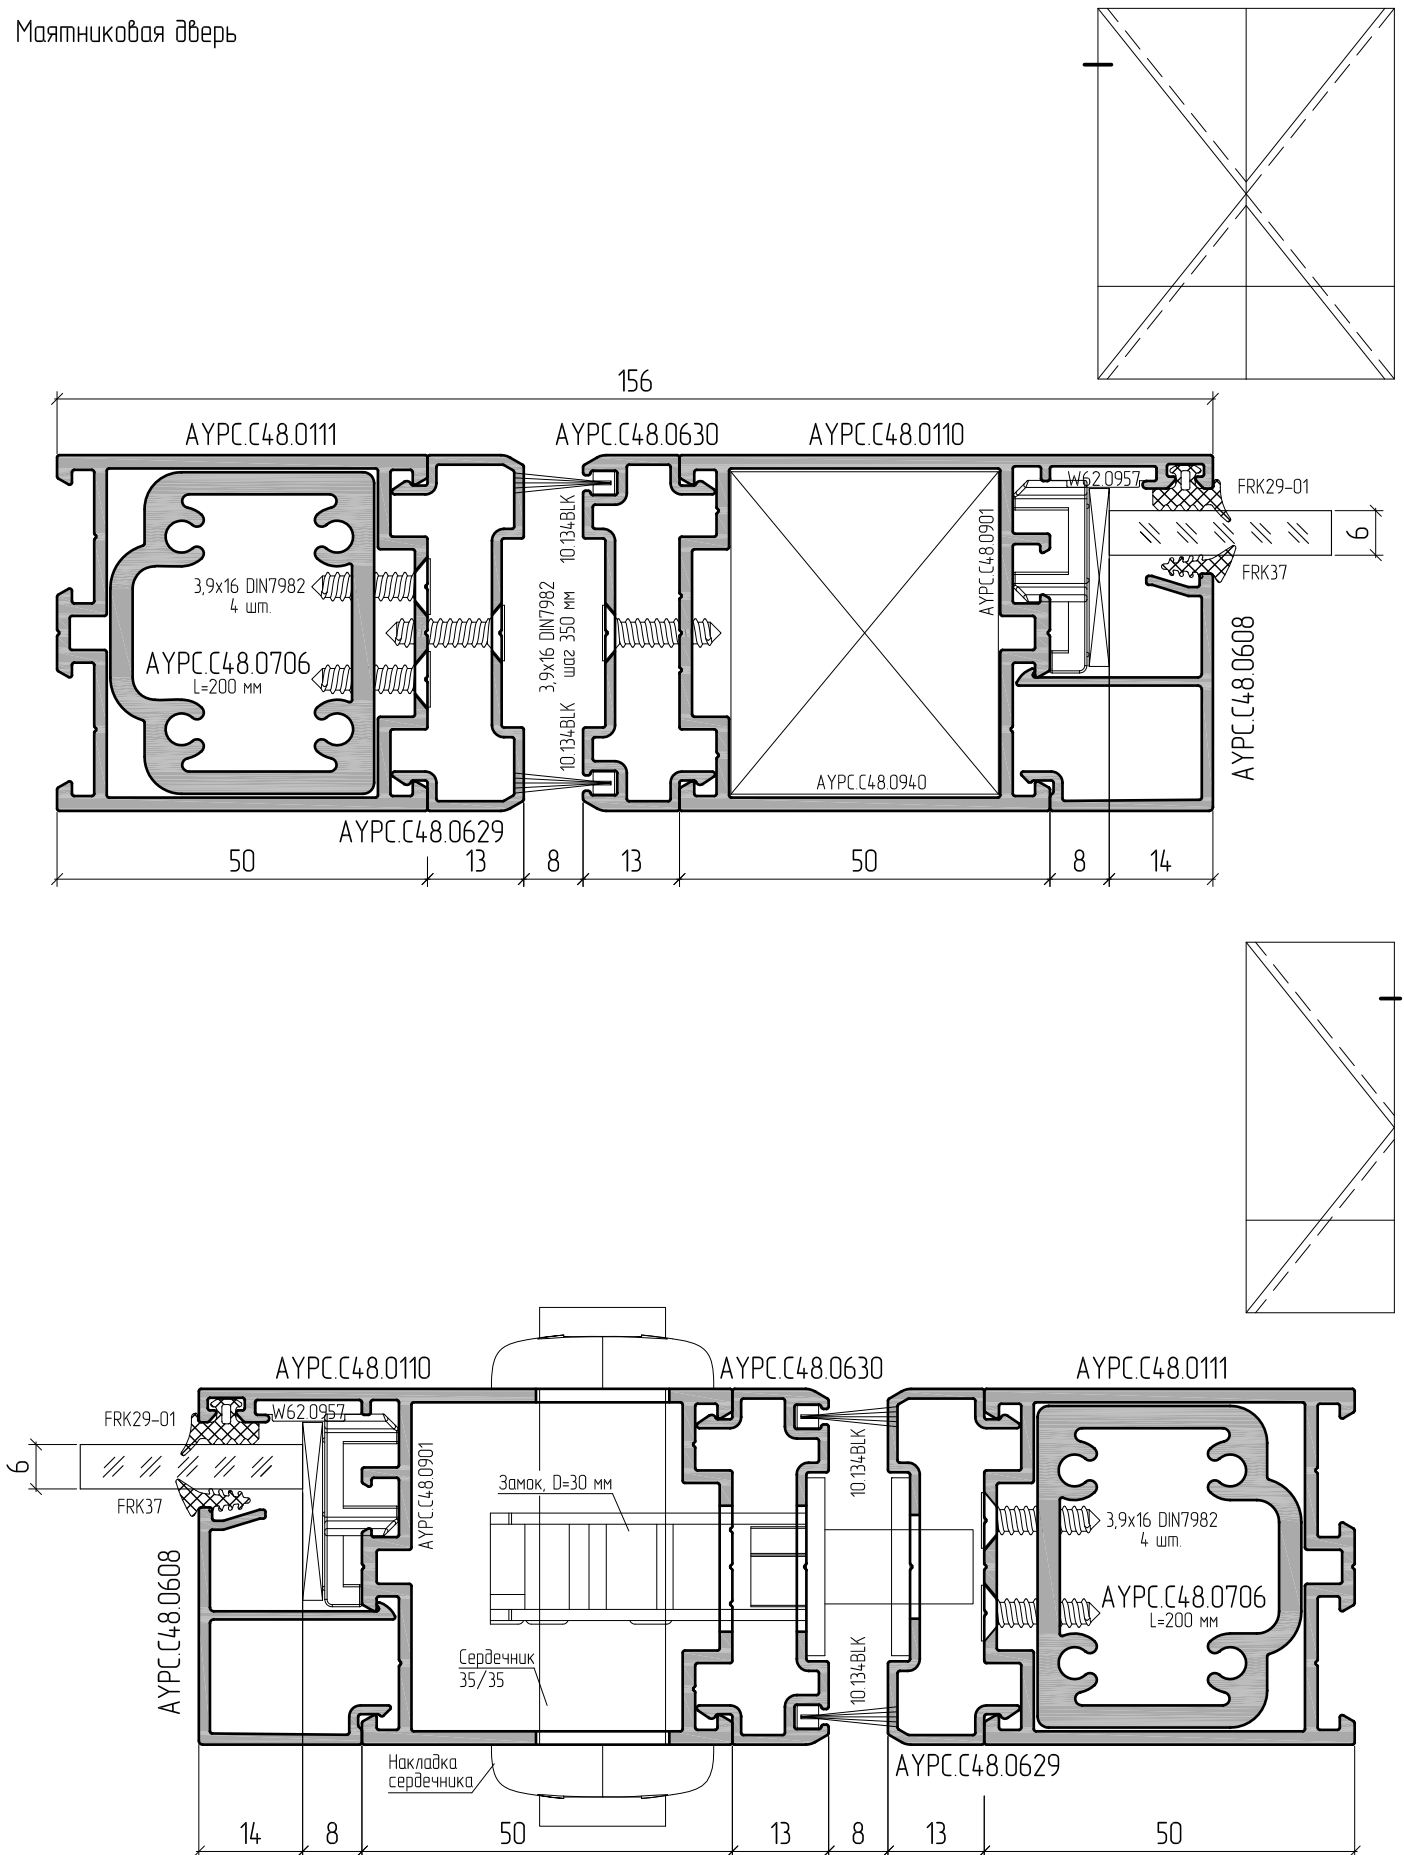 Маятниковая дверь
156
AYPC.C48.0111
AYPC.C48.0630
AYPC.C48.0110
W62.0957
FRK29-01
10.134BLK
AYPC.C48.0901
6
3,9x16 DIN7982
4 шт.
FRK37
3,9x16 DIN7982
шаг 350 мм
AYPC.C48.0706
L=200 мм
AYPC.C48.0608
10.134BLK
AYPC.C48.0940
AYPC.C48.0629
50
13
8
13
50
8
14
AYPC.C48.0110
AYPC.C48.0630
AYPC.C48.0111
FRK29-01
W62.0957
6
AYPC.C48.0901
Замок, D=30 мм
10.134BLK
FRK37
3,9x16 DIN7982
4 шт.
AYPC.C48.0608
AYPC.C48.0706
L=200 мм
Сердечник
35/35
10.134BLK
Накладка
сердечника
AYPC.C48.0629
14
8
50
13
8
13
50